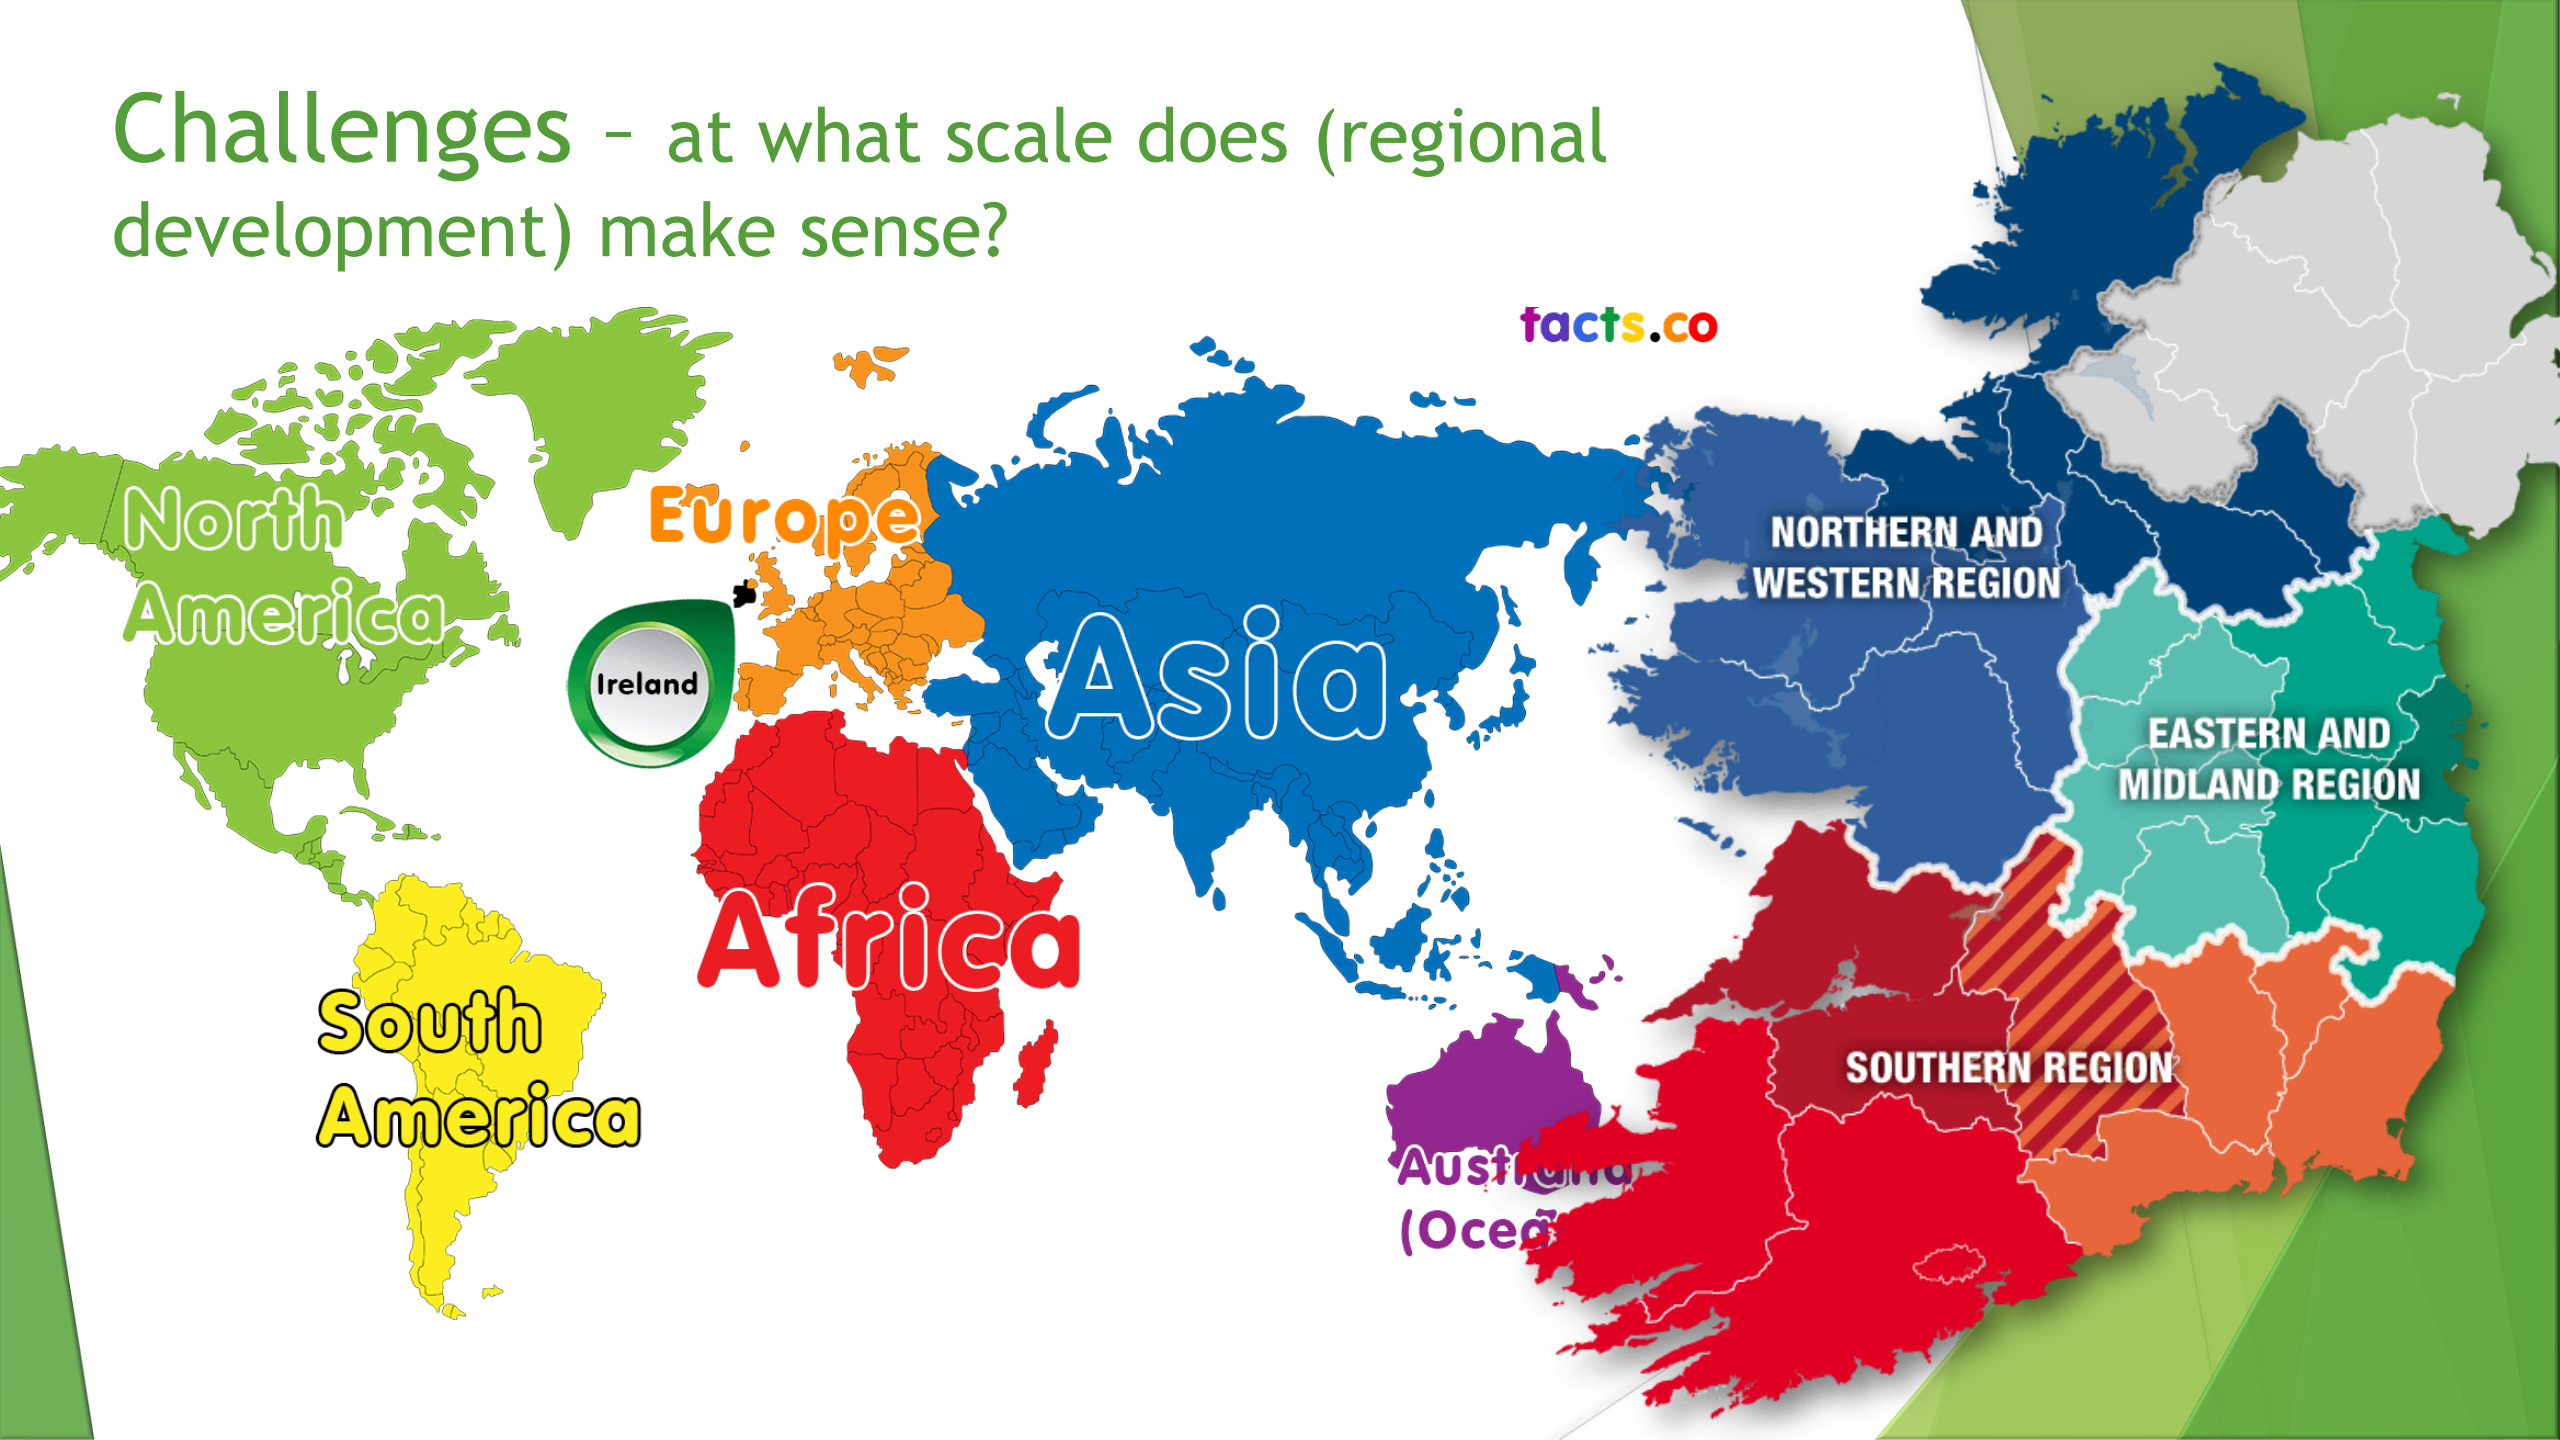 Challenges – at what scale does (regional
development) make sense?
facts.co
North
America
Europe
Ireland
Asia
Africa
South
America
NORTHERN AND
WESTERN REGION
EASTERN AND
MIDLAND REGION
SOUTHERN REGION